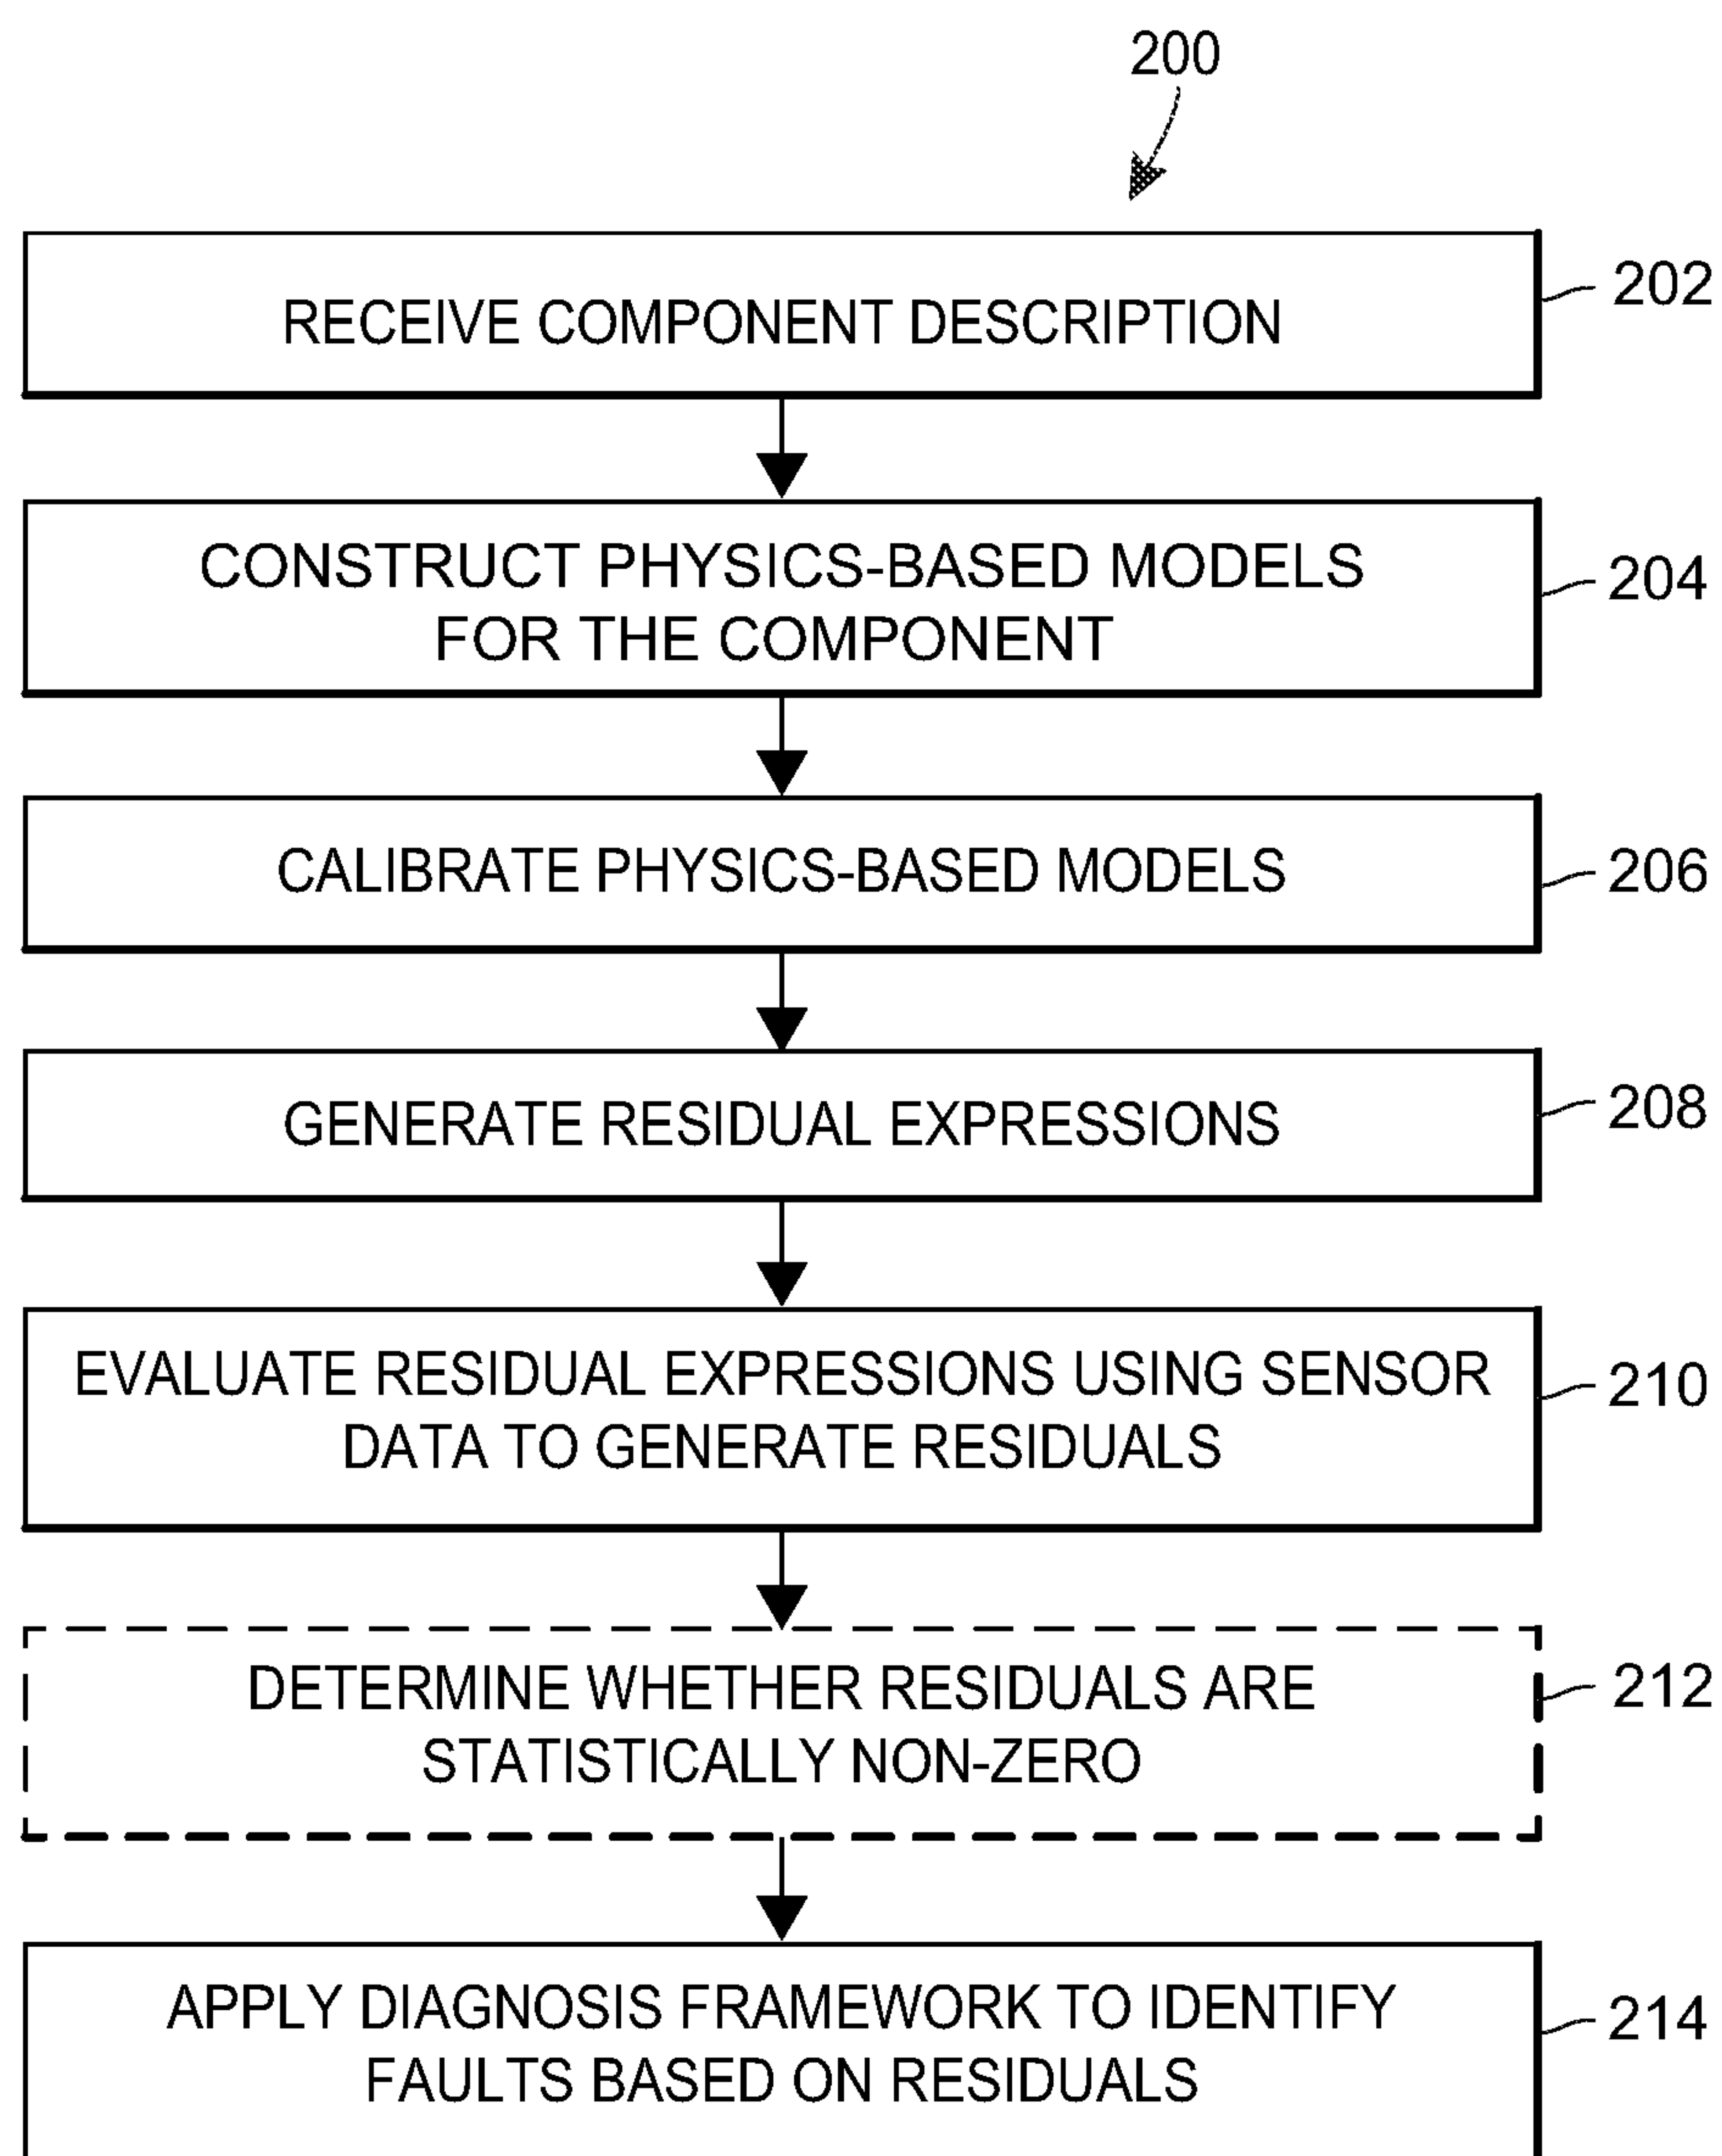 200
RECEIVE COMPONENT DESCRIPTION
202
CONSTRUCT PHYSICS-BASED MODELS
FOR THE COMPONENT
204
CALIBRATE PHYSICS-BASED MODELS
206
GENERATE RESIDUAL EXPRESSIONS
208
EVALUATE RESIDUAL EXPRESSIONS USING SENSOR
DATA TO GENERATE RESIDUALS
210
DETERMINE WHETHER RESIDUALS ARE
STATISTICALLY NON-ZERO
212
APPLY DIAGNOSIS FRAMEWORK TO IDENTIFY
FAULTS BASED ON RESIDUALS
214